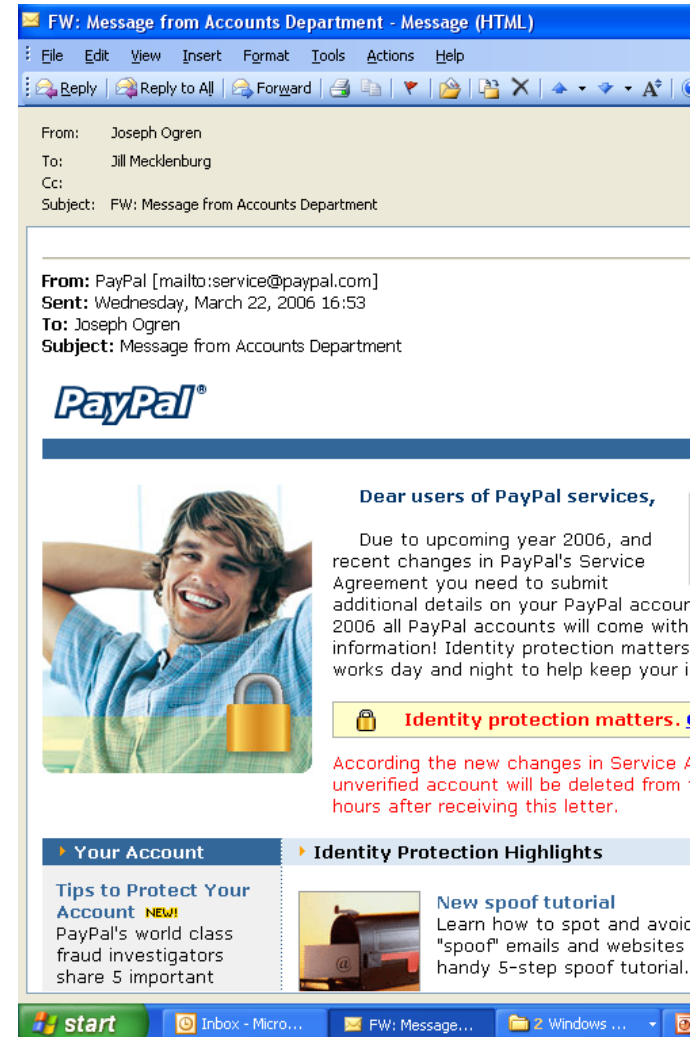 FW: Message from Accounts Department - Message (HTML)
File Edit View Insert Format Tools Actions Help
Reply Reply to All Forward
From: Joseph Ogren
To: Jill Mecklenburg
Cc:
Subject: FW: Message from Accounts Department
From: PayPal [mailto:service@paypal.com]
Sent: Wednesday, March 22, 2006 16:53
To: Joseph Ogren
Subject: Message from Accounts Department
PayPal®
Dear users of PayPal services,
Due to upcoming year 2006, and
recent changes in PayPal's Service
Agreement you need to submit
additional details on your PayPal accoun
2006 all PayPal accounts will come with
information! Identity protection matters
works day and night to help keep your i
Identity protection matters.
According the new changes in Service A
unverified account will be deleted from
hours after receiving this letter.
Your Account
Tips to Protect Your
Account NEW!
PayPal's world class
fraud investigators
share 5 important
Identity Protection Highlights
New spoof tutorial
Learn how to spot and avoid
"spoof" emails and websites
handy 5-step spoof tutorial.
start Inbox - Micro... FW: Message... 2 Windows ...